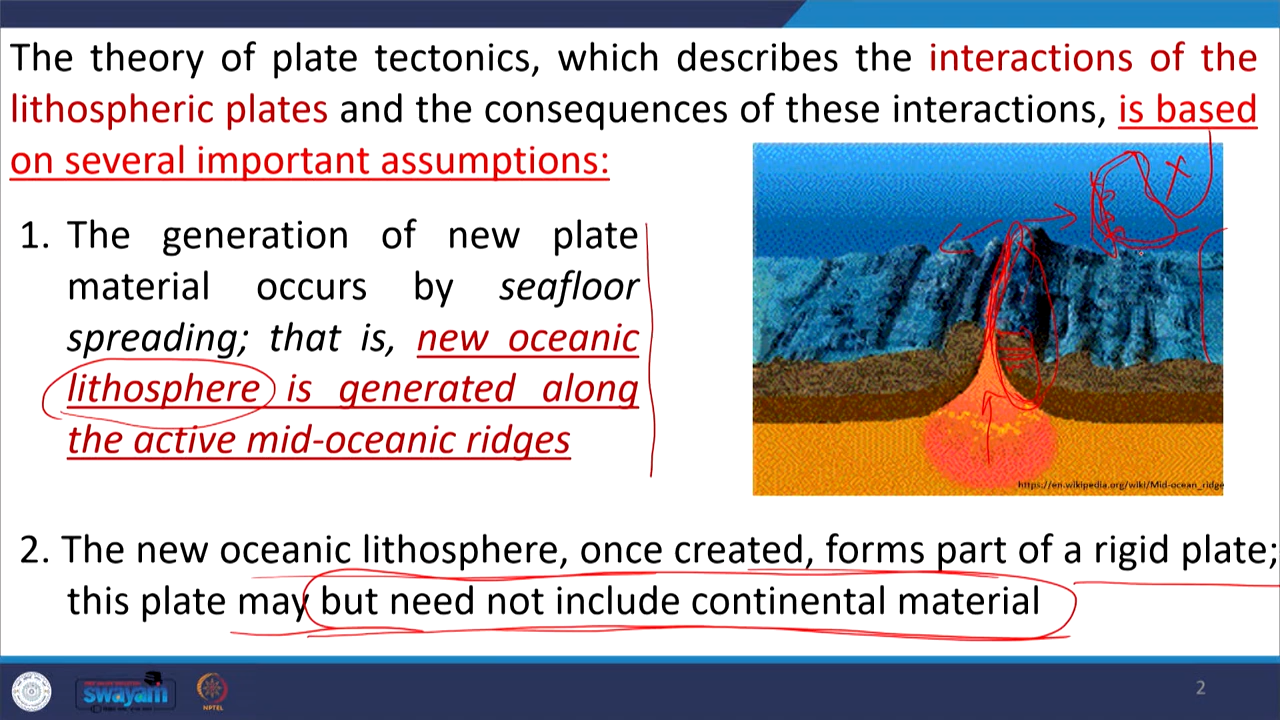 The theory of plate tectonics, which describes the interactions of the
lithospheric plates and the consequences of these interactions, is based
on several important assumptions:
1. The generation of new plate
material occurs by seafloor
spreading; that is, new oceanic
lithosphere is generated along
the active mid-oceanic ridges
https://en.wikipedia.org/wiki/Mid-ocean_ridge
2. The new oceanic lithosphere, once created, forms part of a rigid plate;
this plate may but need not include continental material
swayam
NPTEL
2